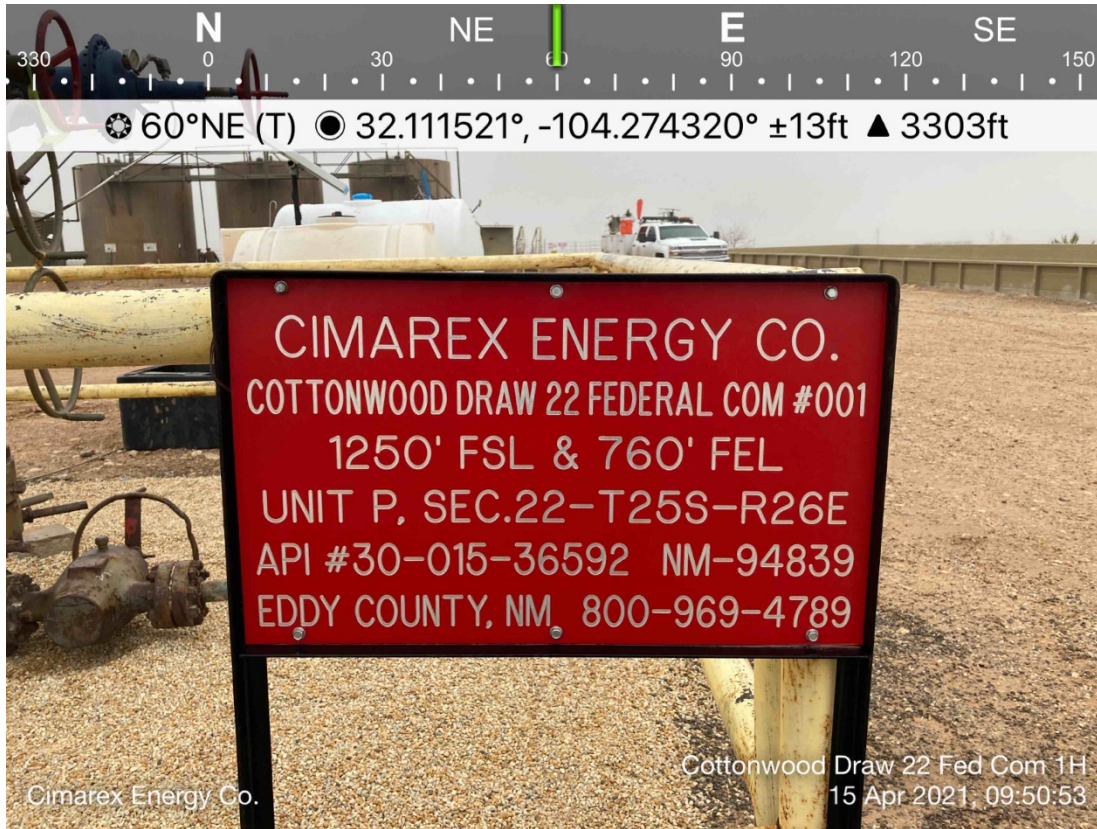 N NE E SE
330 0 30 60 90 120 150
60°NE (T) 32.111521°, -104.274320° ±13ft ▲ 3303ft
CIMAREX ENERGY CO.
COTTONWOOD DRAW 22 FEDERAL COM #001
1250' FSL & 760' FEL
UNIT P, SEC.22-T25S-R26E
API #30-015-36592 NM-94839
EDDY COUNTY, NM 800-969-4789
Cottonwood Draw 22 Fed Com 1H
Cimarex Energy Co. 15 Apr 2021, 09:50:53